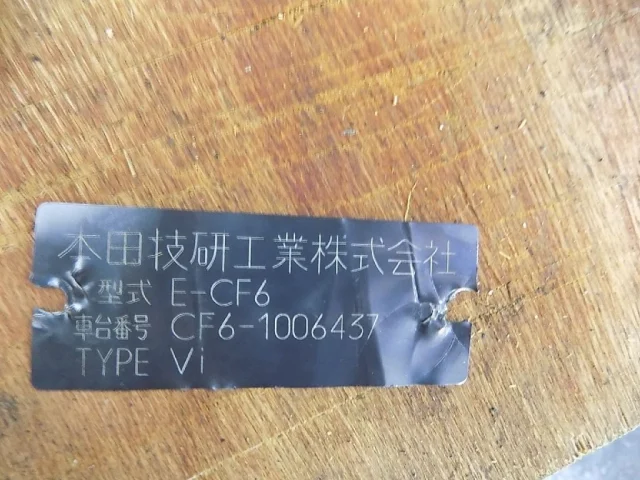 本田技研工業株式会社
型式 E-CF6
車台番号 CF6-1006437
TYPE Vi